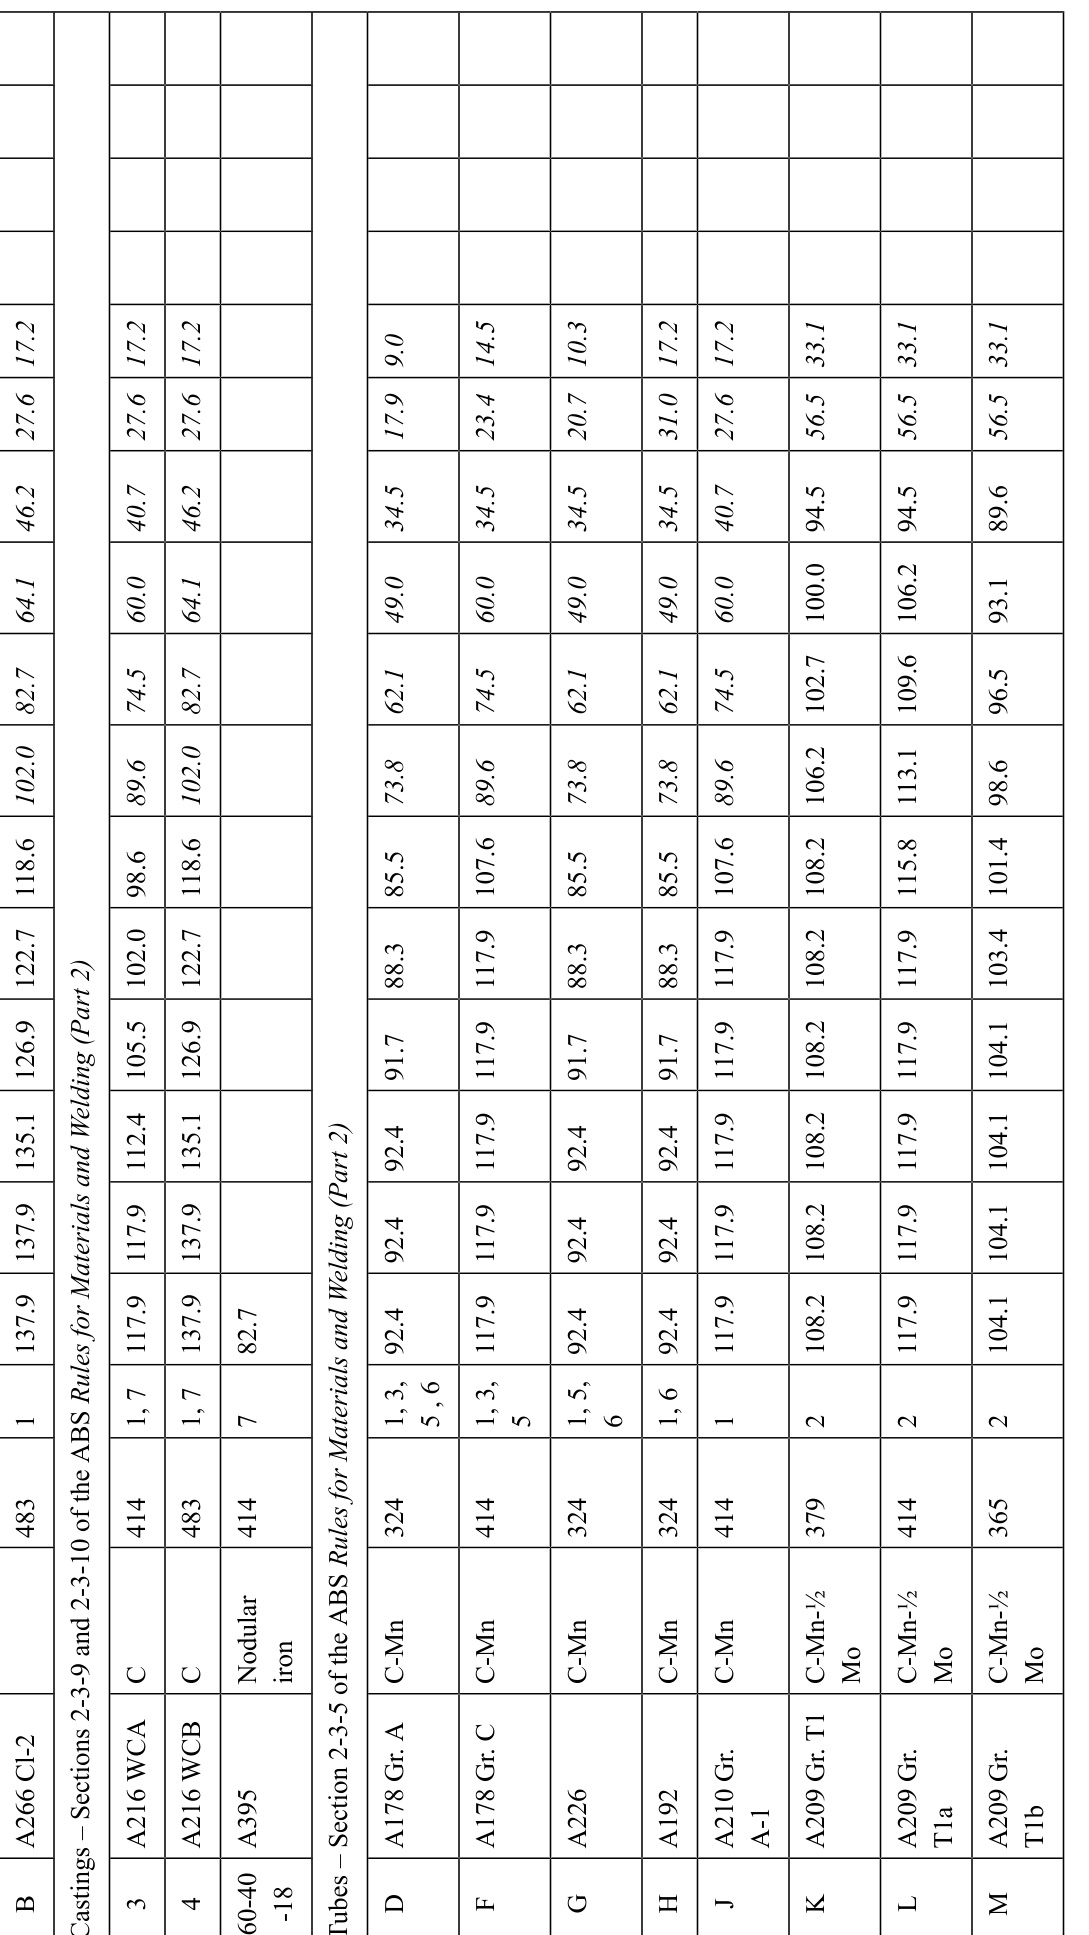 B A266 Cl-2 483 1 137.9 137.9 135.1 126.9 122.7 118.6 102.0 82.7 64.1 46.2 27.6 17.2
Castings – Sections 2-3-9 and 2-3-10 of the ABS Rules for Materials and Welding (Part 2)
3 A216 WCA C 414 1, 7 117.9 117.9 112.4 105.5 102.0 98.6 89.6 74.5 60.0 40.7 27.6 17.2
4 A216 WCB C 483 1, 7 137.9 137.9 135.1 126.9 122.7 118.6 102.0 82.7 64.1 46.2 27.6 17.2
60-40 A395 Nodular 414 7 82.7
-18 iron
Tubes – Section 2-3-5 of the ABS Rules for Materials and Welding (Part 2)
D A178 Gr. A C-Mn 324 1, 3, 92.4 92.4 92.4 91.7 88.3 85.5 73.8 62.1 49.0 34.5 17.9 9.0
5 , 6
F A178 Gr. C C-Mn 414 1, 3, 117.9 117.9 117.9 117.9 117.9 107.6 89.6 74.5 60.0 34.5 23.4 14.5
5
G A226 C-Mn 324 1, 5, 92.4 92.4 92.4 91.7 88.3 85.5 73.8 62.1 49.0 34.5 20.7 10.3
6
H A192 C-Mn 324 1, 6 92.4 92.4 92.4 91.7 88.3 85.5 73.8 62.1 49.0 34.5 31.0 17.2
J A210 Gr. C-Mn 414 1 117.9 117.9 117.9 117.9 117.9 107.6 89.6 74.5 60.0 40.7 27.6 17.2
A-1
K A209 Gr. T1 C-Mn-½ 379 2 108.2 108.2 108.2 108.2 108.2 108.2 106.2 102.7 100.0 94.5 56.5 33.1
Mo
L A209 Gr. C-Mn-½ 414 2 117.9 117.9 117.9 117.9 117.9 115.8 113.1 109.6 106.2 94.5 56.5 33.1
T1a Mo
M A209 Gr. C-Mn-½ 365 2 104.1 104.1 104.1 104.1 103.4 101.4 98.6 96.5 93.1 89.6 56.5 33.1
T1b Mo